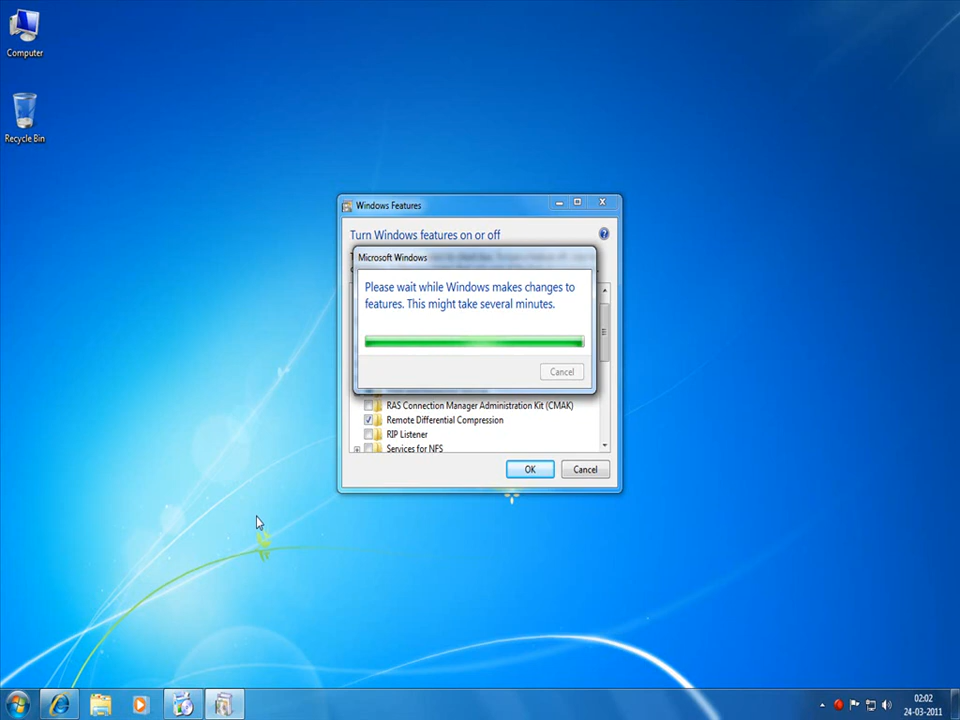 Computer
Recycle Bin
Windows Features
Turn Windows features on or off
Microsoft Windows
Please wait while Windows makes changes to
features. This might take several minutes.
Cancel
RAS Connection Manager Administration Kit (CMAK)
Remote Differential Compression
RIP Listener
Services for NFS
OK
Cancel
02:02
24-03-2011